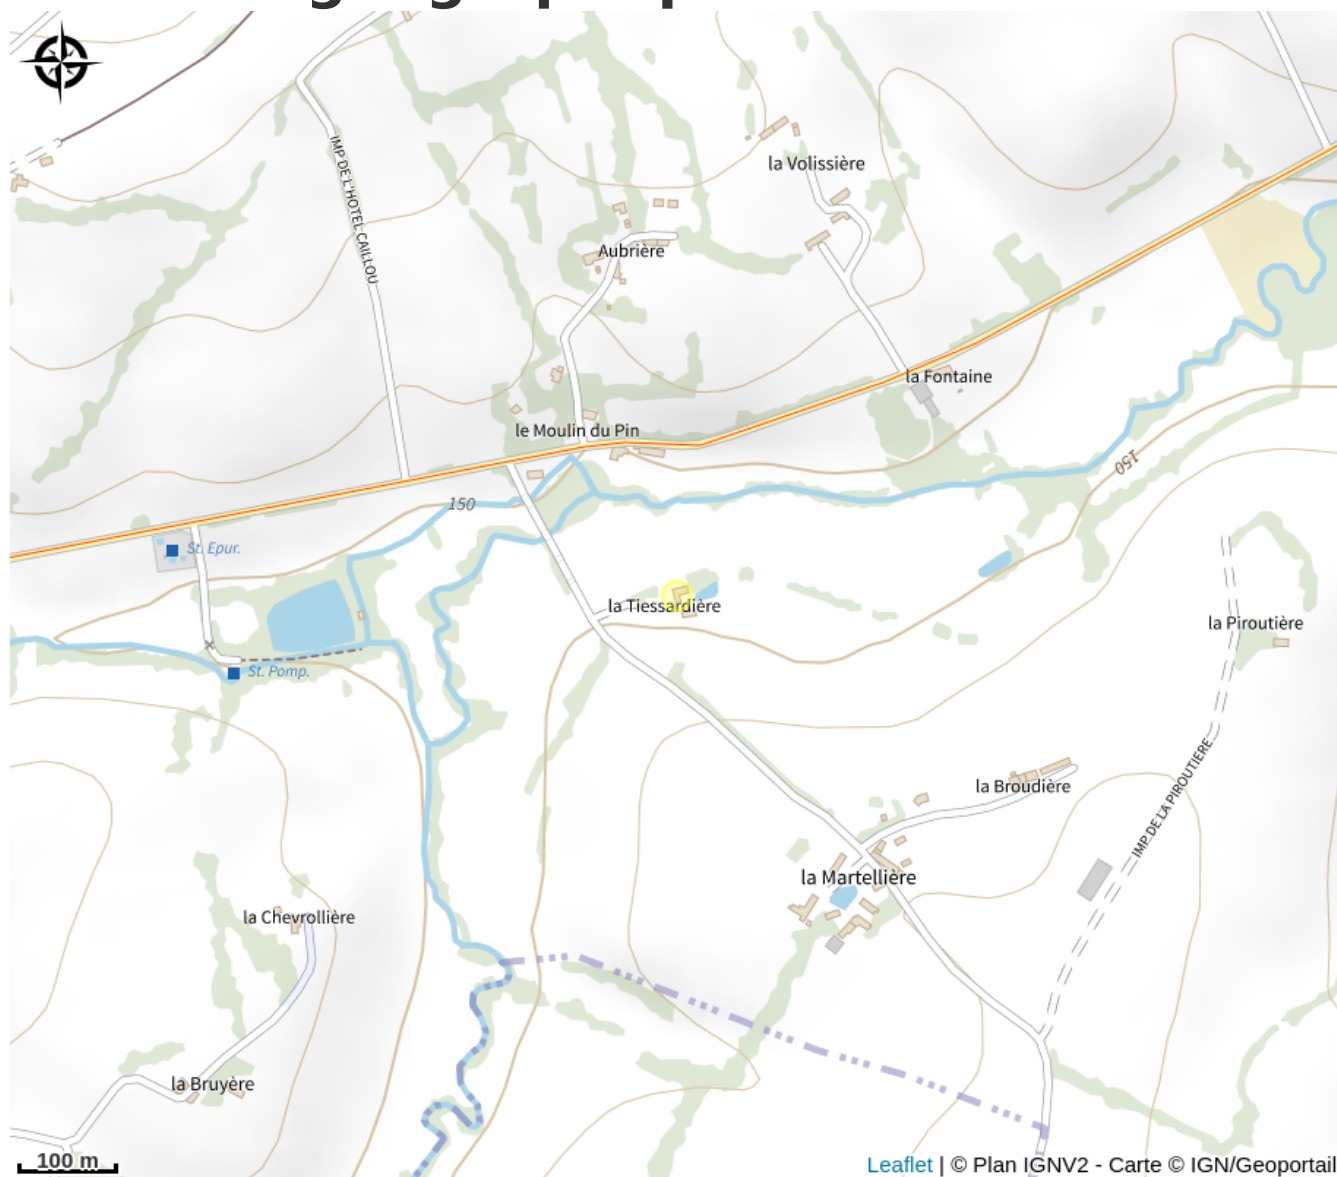 IMP DE L'HOTEL CAILLOU
la Volissière
Aubrière
la Fontaine
le Moulin du Pin
150
150
St. Epur.
la Tiessardière
la Piroutière
St. Pomp.
IMP DE LA PIROUTIERE
la Broudière
la Martellière
la Chevrollière
la Bruyère
100 m
Leaflet | © Plan IGNV2 - Carte © IGN/Geoportail